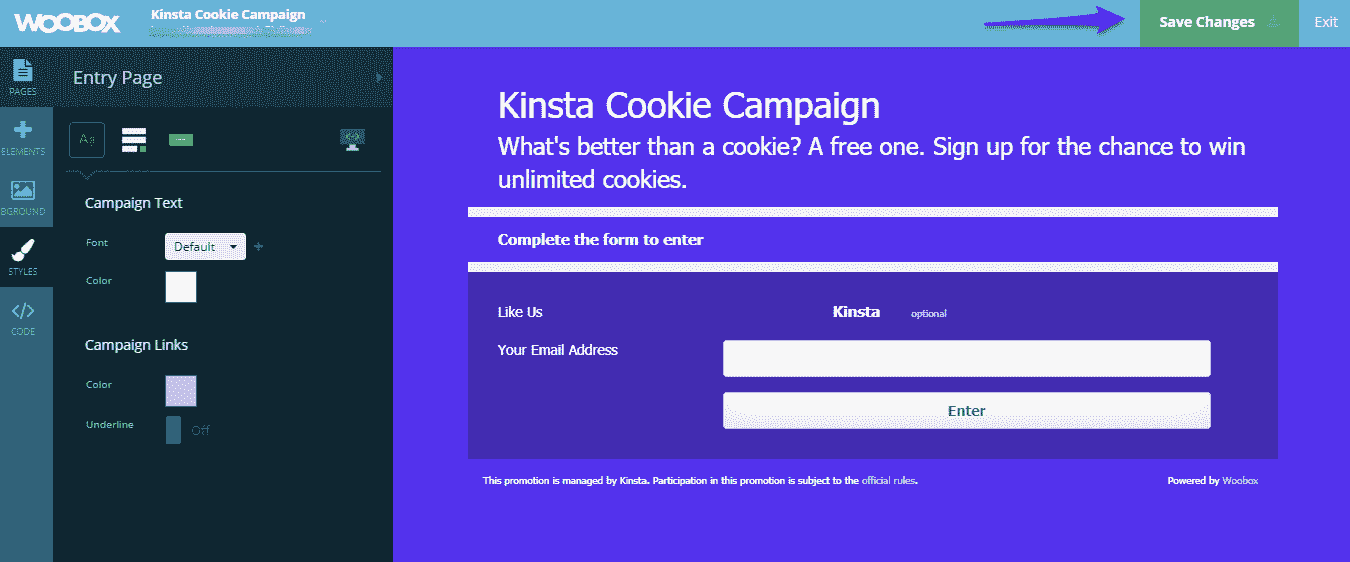 WOOBOX
Kinsta Cookie Campaign
Save Changes
Exit
PAGES
ELEMENTS
BGROUND
STYLES
CODE
Entry Page
Aa
Campaign Text
Font
Default
Color
Campaign Links
Color
Underline
Off
Kinsta Cookie Campaign
What's better than a cookie? A free one. Sign up for the chance to win
unlimited cookies.
Complete the form to enter
Like Us
Kinsta
optional
Your Email Address
Enter
This promotion is managed by Kinsta. Participation in this promotion is subject to the official rules.
Powered by Woobox